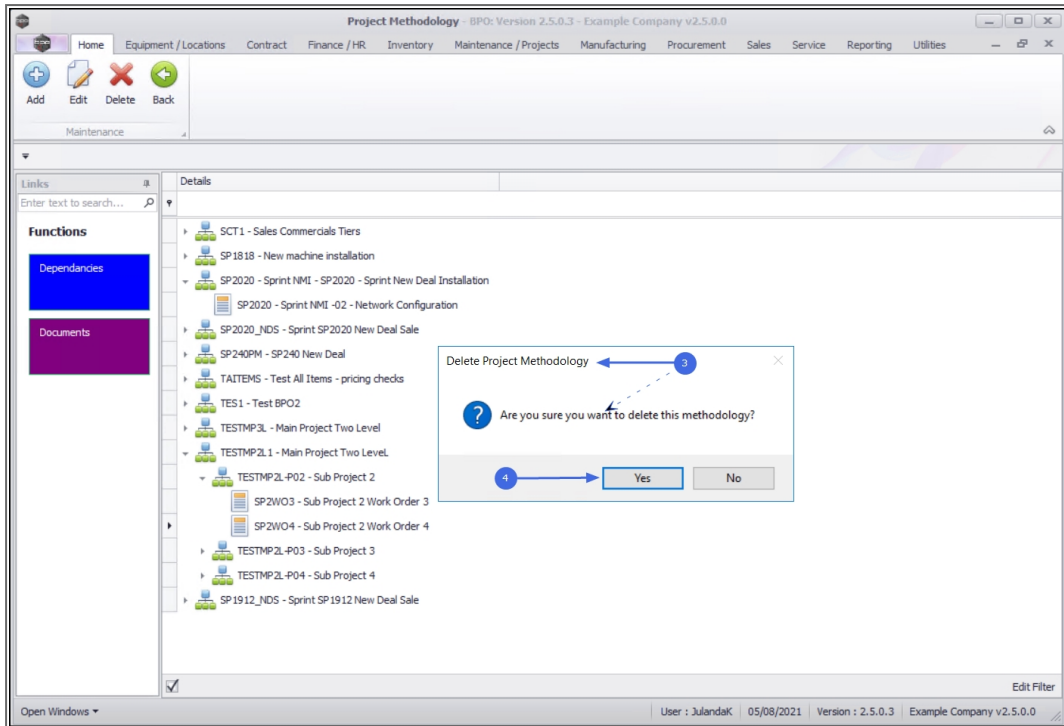 Project Methodology - BPO: Version 2.5.0.3 - Example Company v2.5.0.0
BPO Home Equipment / Locations Contract Finance / HR Inventory Maintenance / Projects Manufacturing Procurement Sales Service Reporting Utilities
Add Edit Delete Back
Maintenance
Links
Enter text to search...
Functions
Dependancies
Documents
Details
SCT1 - Sales Commercials Tiers
SP1818 - New machine installation
SP2020 - Sprint NMI - SP2020 - Sprint New Deal Installation
SP2020 - Sprint NMI -02 - Network Configuration
SP2020_NDS - Sprint SP2020 New Deal Sale
SP240PM - SP240 New Deal
TAITEMS - Test All Items - pricing checks
TES1 - Test BPO2
TESTMP3L - Main Project Two Level
TESTMP2L1 - Main Project Two LeveL
TESTMP2L-P02 - Sub Project 2
SP2WO3 - Sub Project 2 Work Order 3
SP2WO4 - Sub Project 2 Work Order 4
TESTMP2L-P03 - Sub Project 3
TESTMP2L-P04 - Sub Project 4
SP1912_NDS - Sprint SP1912 New Deal Sale
Delete Project Methodology 3
? Are you sure you want to delete this methodology?
4 Yes No
Edit Filter
Open Windows User : JulandaK 05/08/2021 Version : 2.5.0.3 Example Company v2.5.0.0